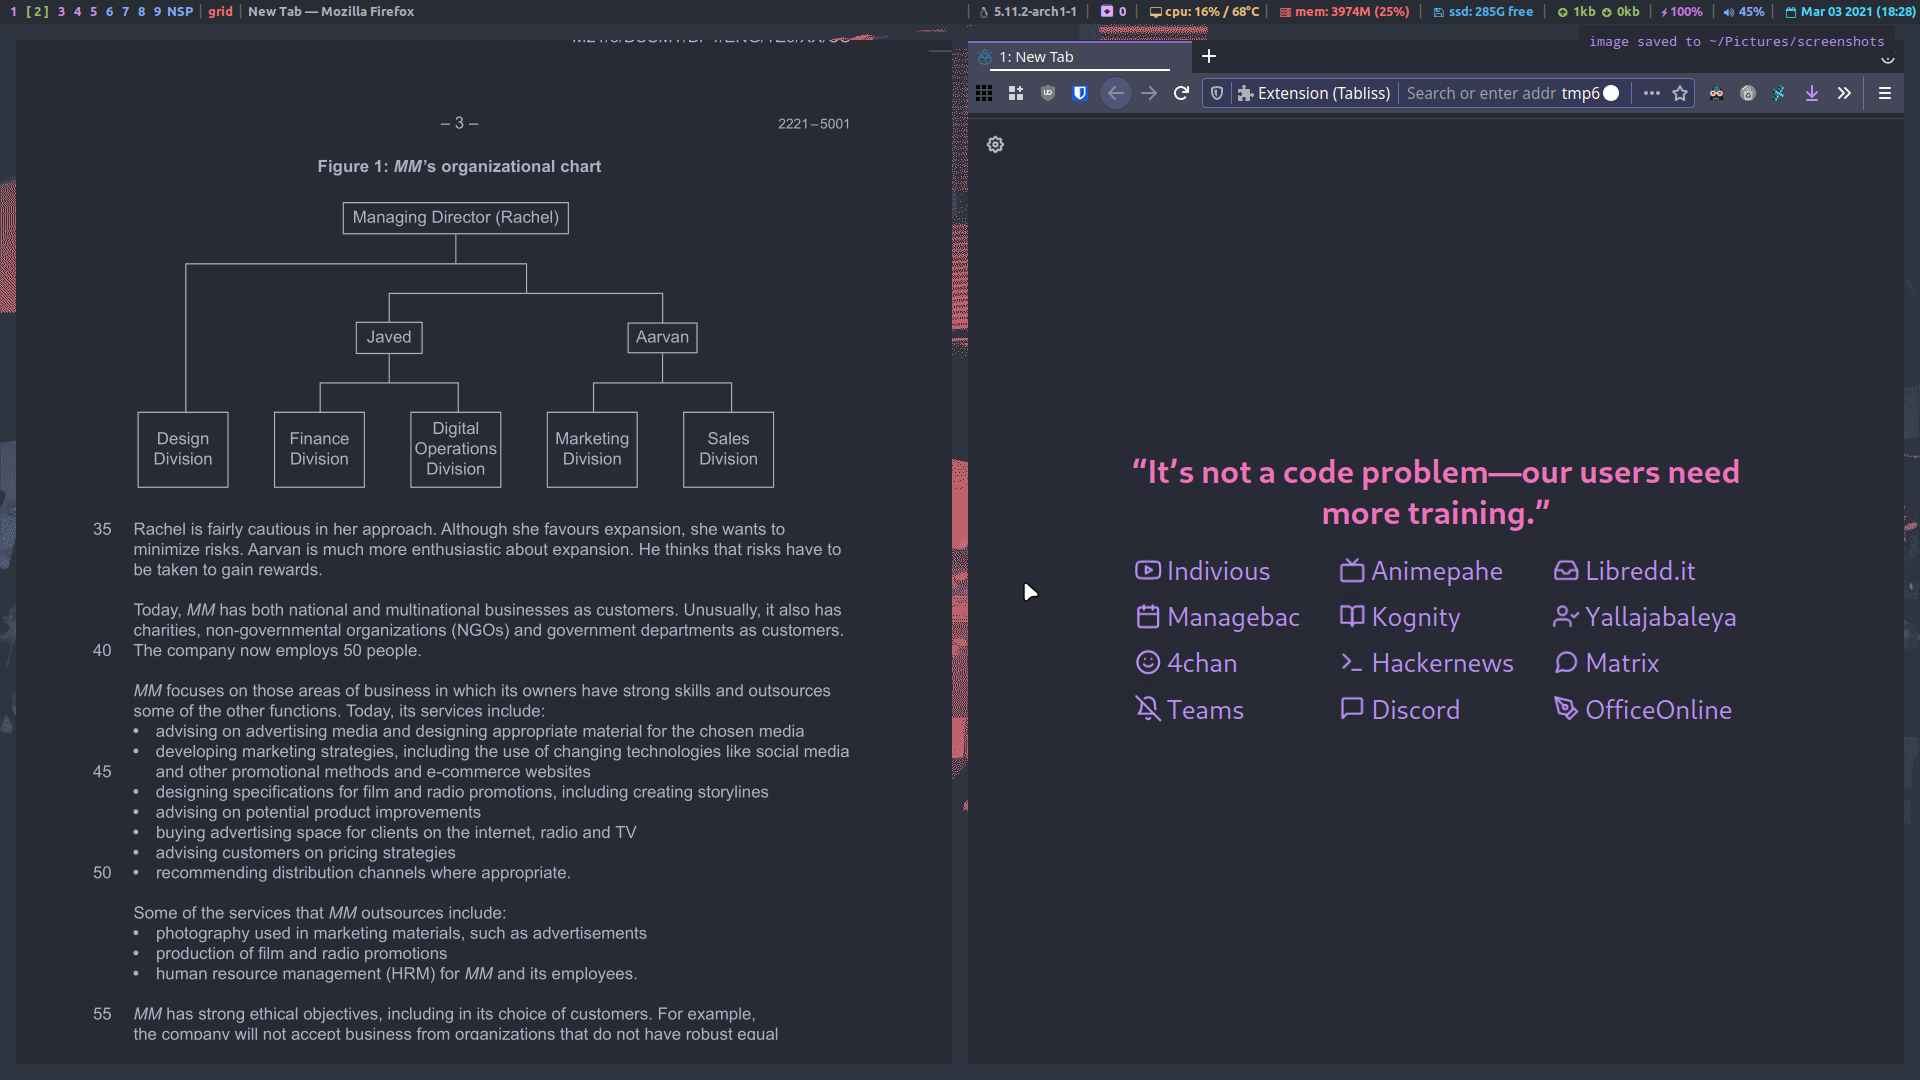 1 [2] 3 4 5 6 7 8 9 NSP | grid | New Tab — Mozilla Firefox
5.11.2-arch1-1 | 0 | cpu: 16% / 68°C | mem: 3974M (25%) | ssd: 285G free | 1kb 0kb | 100% | 45% | Mar 03 2021 (18:28)
image saved to ~/Pictures/screenshots
– 3 –
2221–5001
Figure 1: MM's organizational chart
Managing Director (Rachel)
Javed
Aarvan
Design
Division
Finance
Division
Digital
Operations
Division
Marketing
Division
Sales
Division
35 Rachel is fairly cautious in her approach. Although she favours expansion, she wants to
minimize risks. Aarvan is much more enthusiastic about expansion. He thinks that risks have to
be taken to gain rewards.
Today, MM has both national and multinational businesses as customers. Unusually, it also has
charities, non-governmental organizations (NGOs) and government departments as customers.
40 The company now employs 50 people.
MM focuses on those areas of business in which its owners have strong skills and outsources
some of the other functions. Today, its services include:
• advising on advertising media and designing appropriate material for the chosen media
• developing marketing strategies, including the use of changing technologies like social media
45 and other promotional methods and e-commerce websites
• designing specifications for film and radio promotions, including creating storylines
• advising on potential product improvements
• buying advertising space for clients on the internet, radio and TV
• advising customers on pricing strategies
50 • recommending distribution channels where appropriate.
Some of the services that MM outsources include:
• photography used in marketing materials, such as advertisements
• production of film and radio promotions
• human resource management (HRM) for MM and its employees.
55 MM has strong ethical objectives, including in its choice of customers. For example,
the company will not accept business from organizations that do not have robust equal
1: New Tab
Extension (Tabliss) Search or enter addr tmp6
“It’s not a code problem—our users need
more training.”
Indivious Animepahe Libredd.it
Managebac Kognity Yallajabaleya
4chan Hackernews Matrix
Teams Discord OfficeOnline